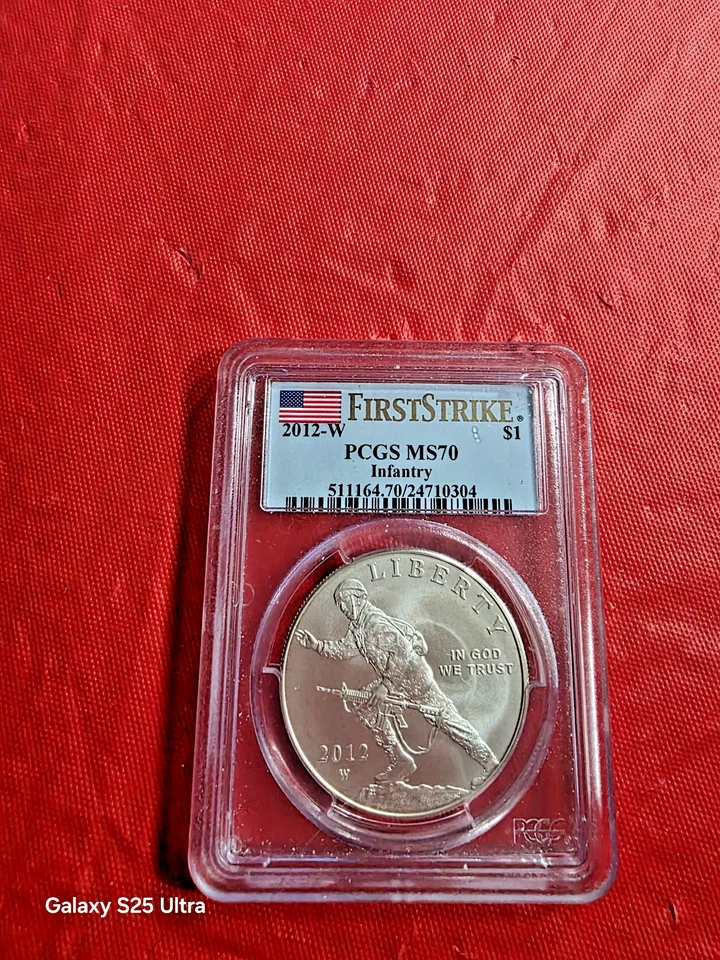 FIRSTSTRIKE®
2012-W $1
PCGS MS70
Infantry
511164.70/24710304
LIBERTY
IN GOD
WE TRUST
2012
W
PCGS
Galaxy S25 Ultra